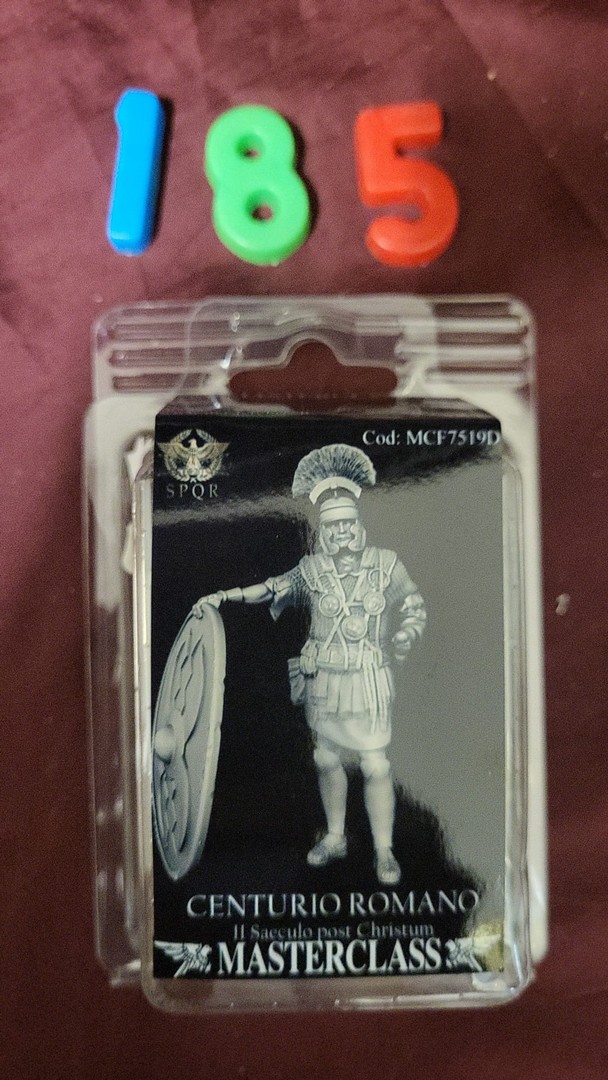 185
Cod: MCF7519D
SPQR
CENTURIO ROMANO
II Saeculo post Christum
MASTERCLASS